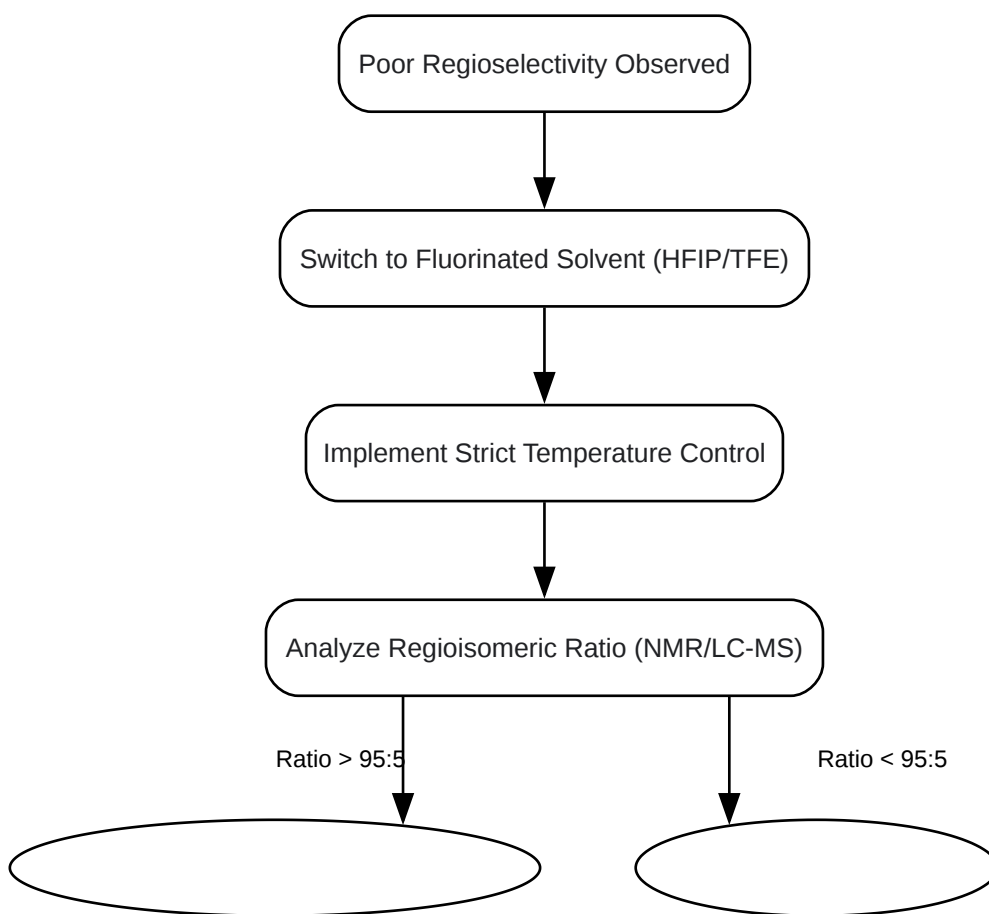 Poor Regioselectivity Observed
Switch to Fluorinated Solvent (HFIP/TFE)
Implement Strict Temperature Control
Analyze Regioisomeric Ratio (NMR/LC-MS)
Ratio > 95:5
Ratio < 95:5